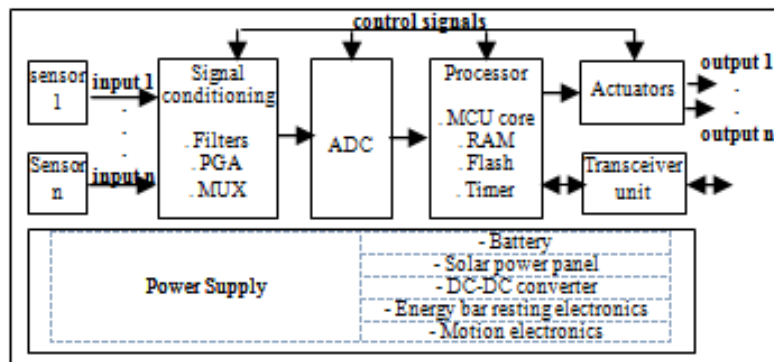 control signals
sensor
1
input 1
Sensor
n
input n
Signal
conditioning
. Filters
. PGA
. MUX
ADC
Processor
. MCU core
. RAM
. Flash
. Timer
Actuators
output 1
output n
Transceiver
unit
Power Supply
- Battery
- Solar power panel
- DC-DC converter
- Energy bar resting electronics
- Motion electronics